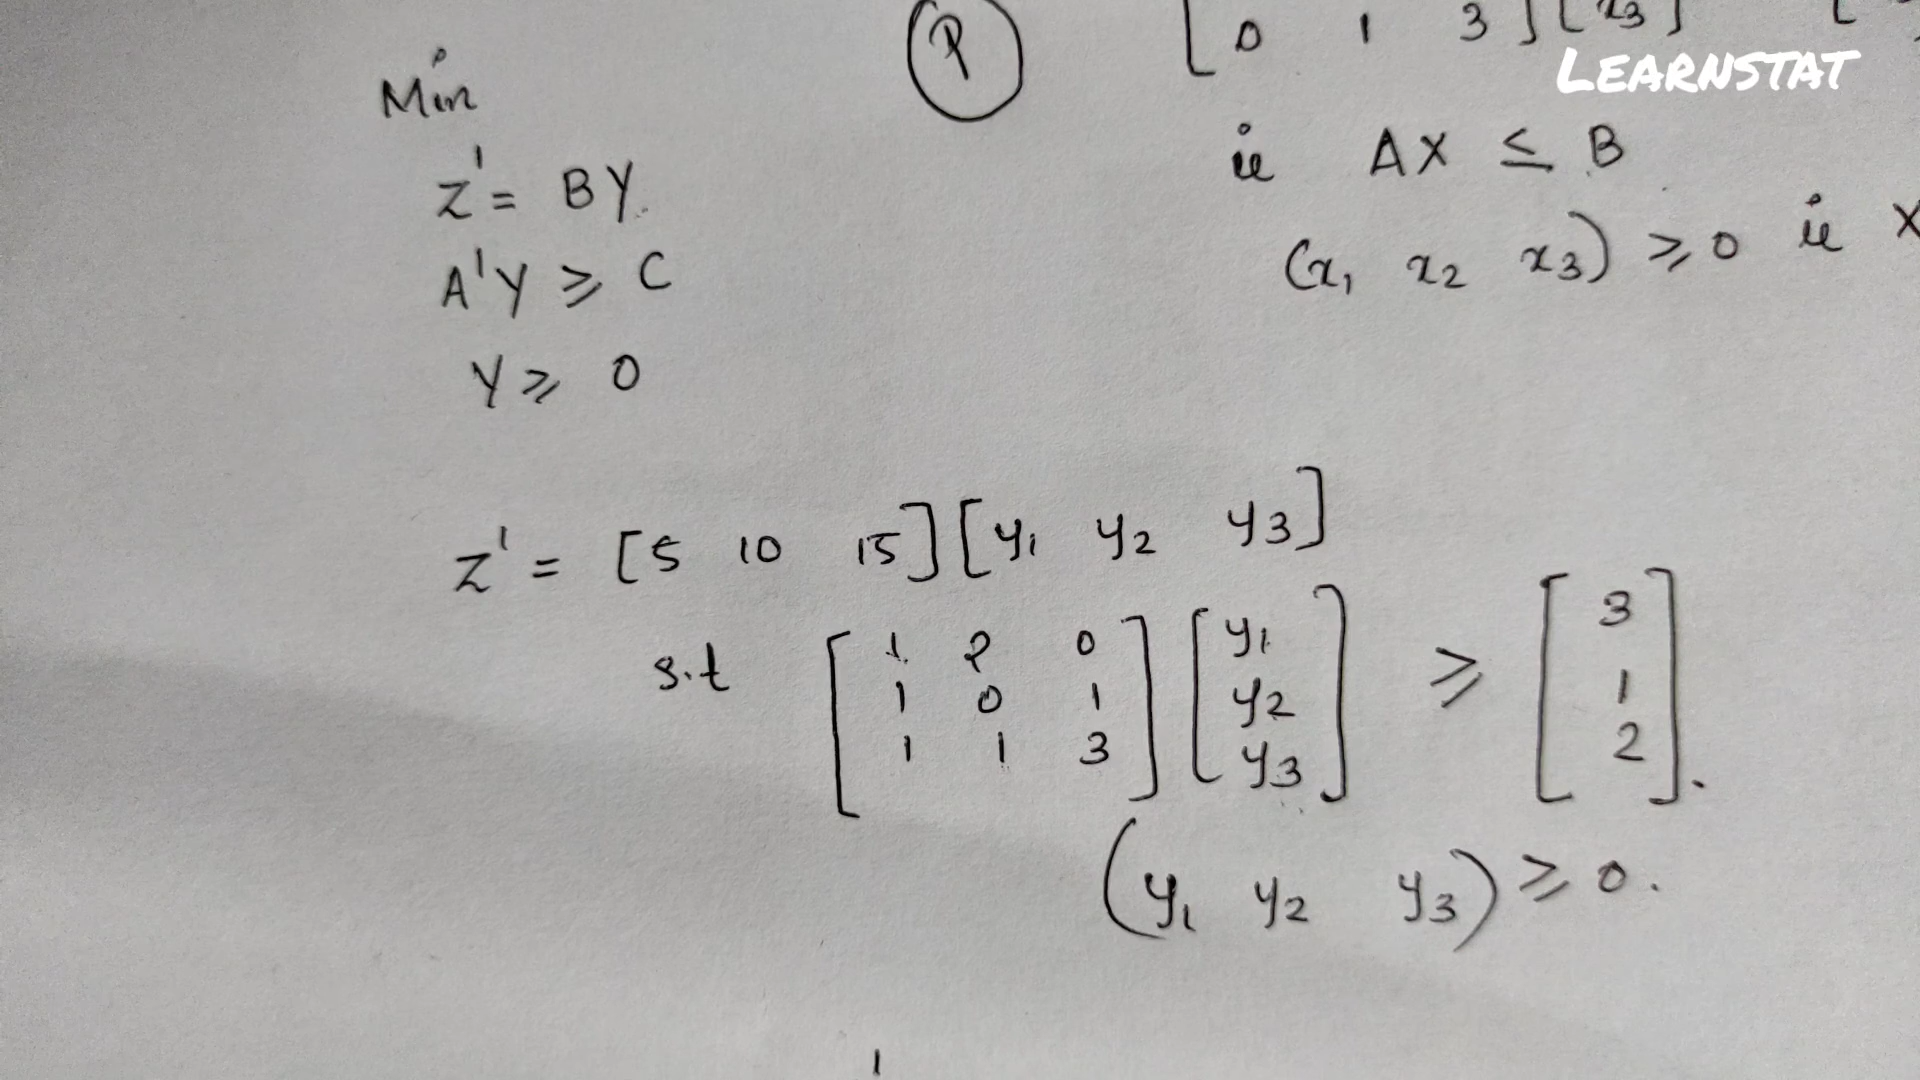 Min
z' = BY
A'Y ⩾ C
Y ⩾ 0
P
[0 1 3] [x3]
LEARNSTAT
ie AX ≤ B
(x1 x2 x3) ⩾ 0 ie X
z' = [5 10 15] [y1 y2 y3]
s.t [1 2 0] [y1] ⩾ [3]
[1 0 1] [y2] [1]
[1 1 3] [y3] [2].
(y1 y2 y3) ⩾ 0.